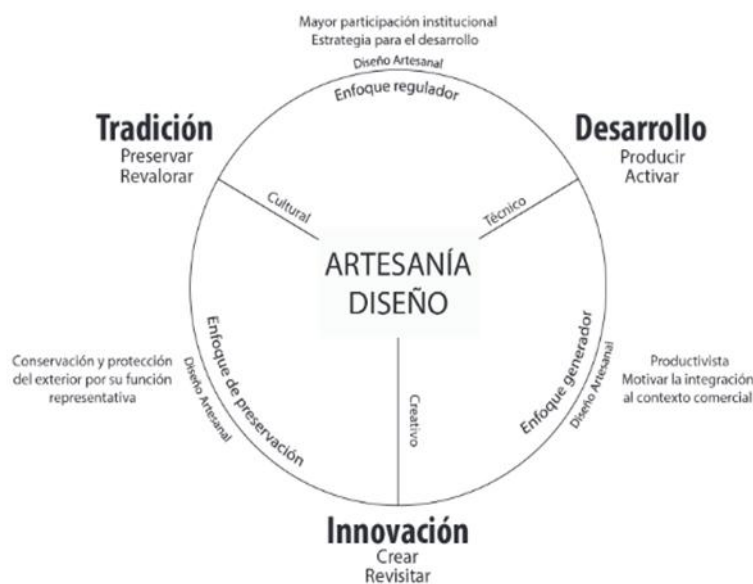 Mayor participación institucional
Estrategia para el desarrollo
Diseño Artesanal
Enfoque regulador
Tradición
Preservar
Revalorar
Desarrollo
Producir
Activar
Cultural
Técnico
ARTESANÍA
DISEÑO
Enfoque de preservación
Diseño Artesanal
Conservación y protección
del exterior por su función
representativa
Creativo
Enfoque generador
Diseño Artesanal
Productivista
Motivar la integración
al contexto comercial
Innovación
Crear
Revisitar